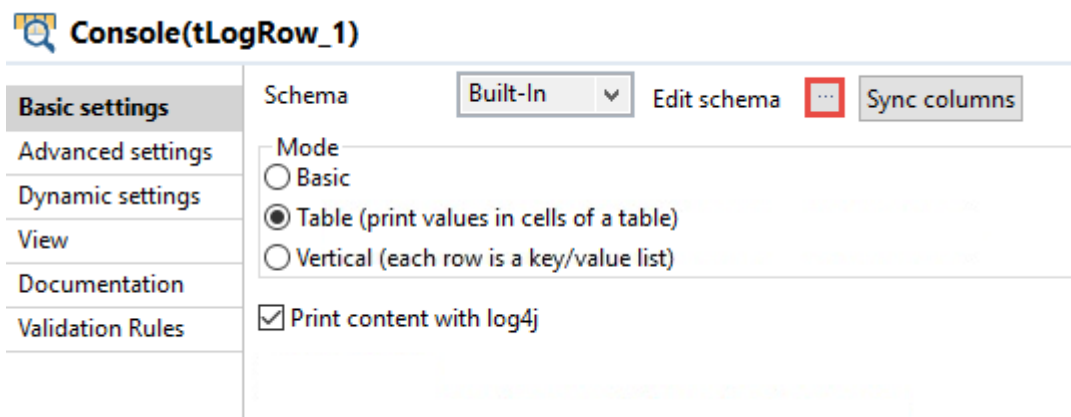 Console(tLogRow_1)
Basic settings
Advanced settings
Dynamic settings
View
Documentation
Validation Rules
Schema Built-In Edit schema ... Sync columns
Mode
Basic
Table (print values in cells of a table)
Vertical (each row is a key/value list)
Print content with log4j